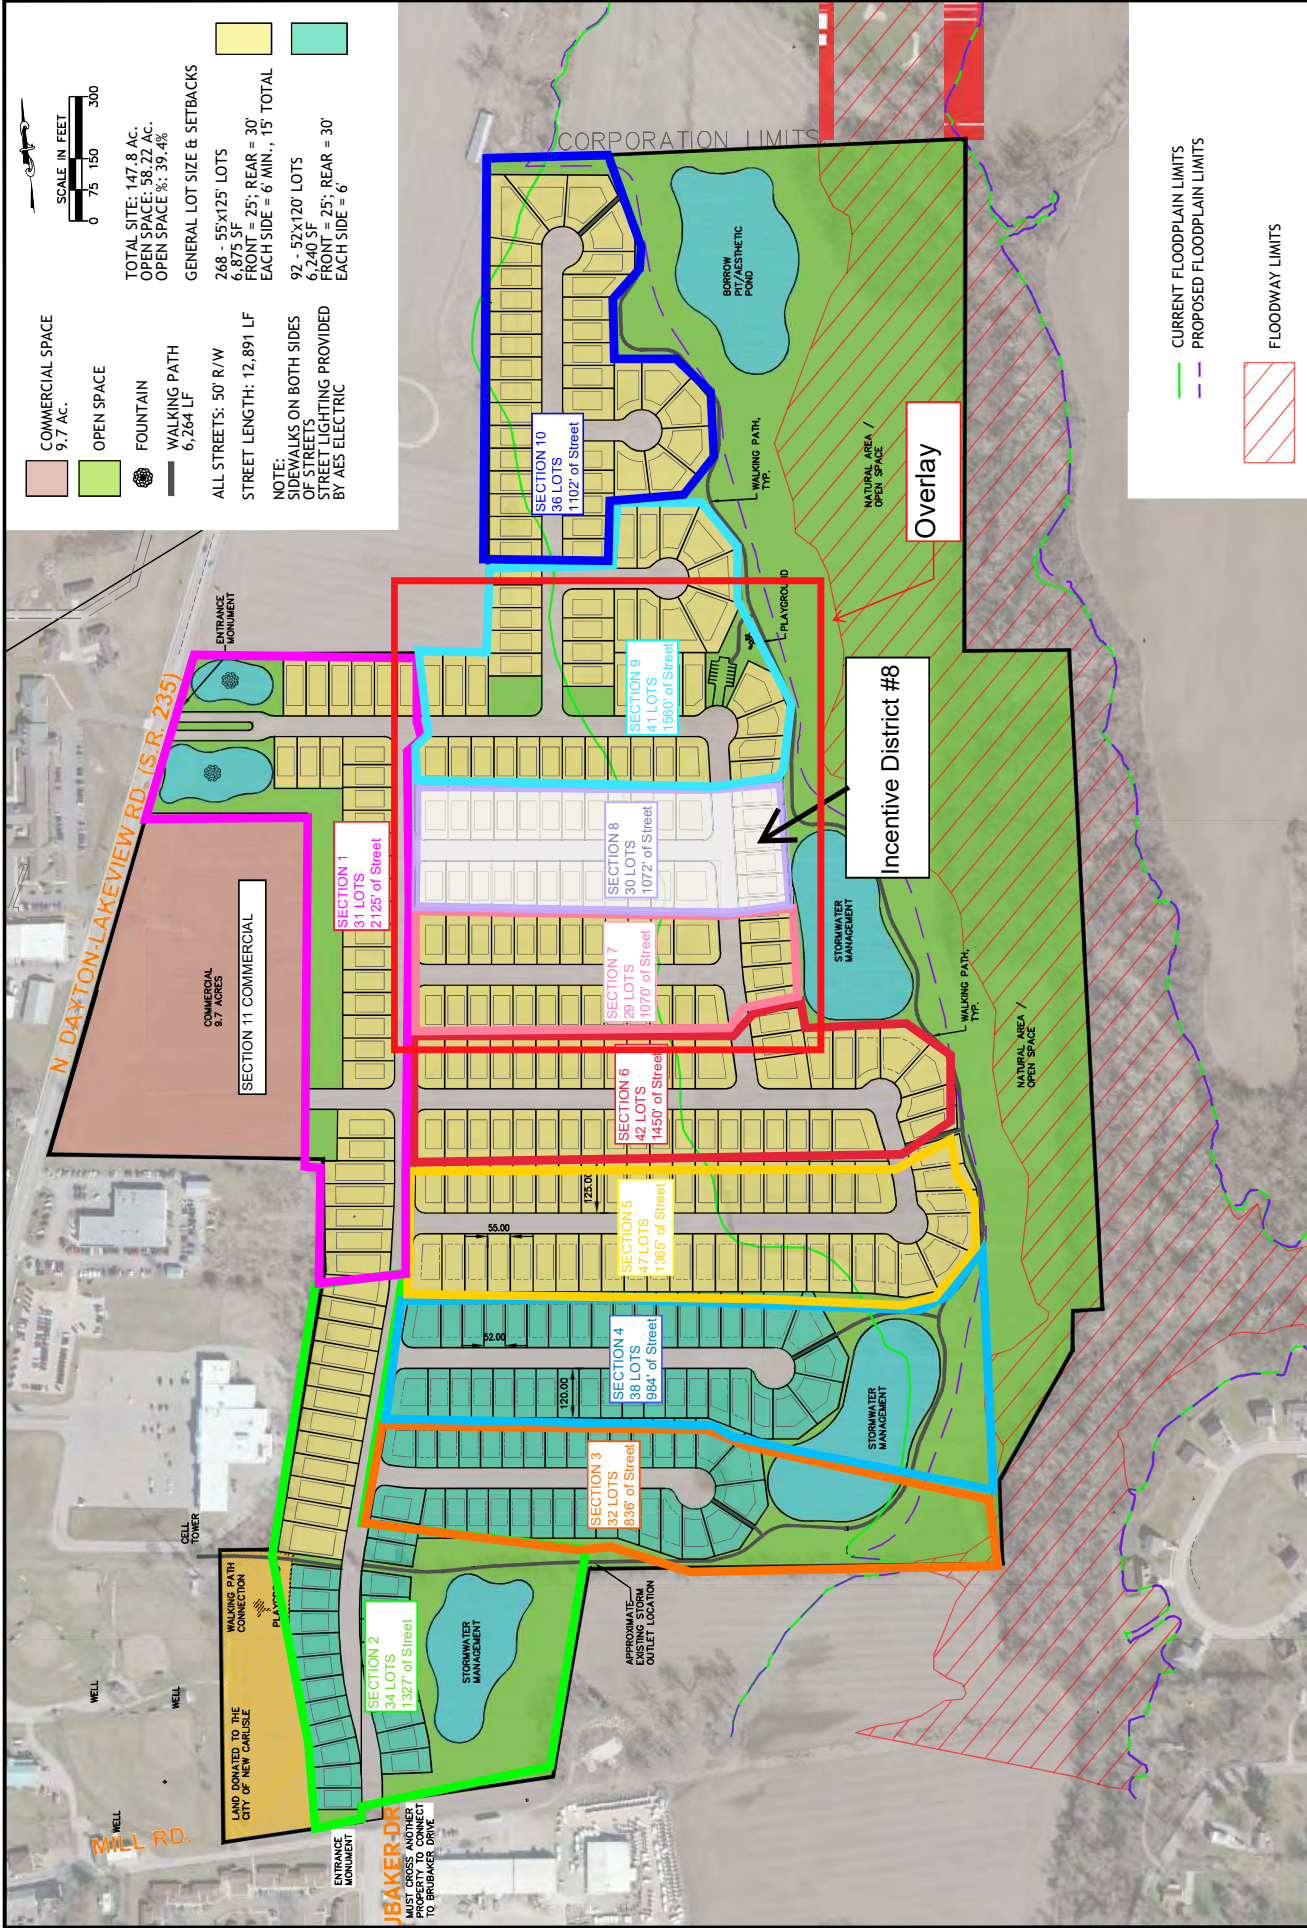 SCALE IN FEET
0 75 150 300
TOTAL SITE: 147.8 Ac.
OPEN SPACE: 58.22 Ac.
OPEN SPACE %: 39.4%
GENERAL LOT SIZE & SETBACKS
268 - 55'x125' LOTS
6,875 SF
FRONT = 25'; REAR = 30'
EACH SIDE = 6' MIN., 15' TOTAL
92 - 52'x120' LOTS
6,240 SF
FRONT = 25'; REAR = 30'
EACH SIDE = 6'
COMMERCIAL SPACE
9.7 Ac.
OPEN SPACE
FOUNTAIN
WALKING PATH
6,264 LF
ALL STREETS: 50' R/W
STREET LENGTH: 12,891 LF
NOTE:
SIDEWALKS ON BOTH SIDES
OF STREETS
STREET LIGHTING PROVIDED
BY AES ELECTRIC
CORPORATION LIMITS
CURRENT FLOODPLAIN LIMITS
PROPOSED FLOODPLAIN LIMITS
FLOODWAY LIMITS
BORROW
PIT/AESTHETIC
POND
SECTION 10
36 LOTS
1102' of Street
WALKING PATH,
TYP.
NATURAL AREA /
OPEN SPACE
Overlay
ENTRANCE
MONUMENT
N DAYTON-LAKEVIEW RD (S.R. 235)
PLAYGROUND
SECTION 9
41 LOTS
1560' of Street
Incentive District #8
SECTION 8
30 LOTS
1072' of Street
SECTION 1
31 LOTS
2125' of Street
COMMERCIAL
9.7 ACRES
SECTION 11 COMMERCIAL
SECTION 7
29 LOTS
1070' of Street
STORMWATER
MANAGEMENT
WALKING PATH,
TYP.
NATURAL AREA /
OPEN SPACE
SECTION 6
42 LOTS
1450' of Street
125.00
55.00
SECTION 5
47 LOTS
1365' of Street
52.00
120.00
SECTION 4
38 LOTS
984' of Street
STORMWATER
MANAGEMENT
SECTION 3
32 LOTS
836' of Street
CELL
TOWER
WALKING PATH
CONNECTION
LAND DONATED TO THE
CITY OF NEW CARLISLE
SECTION 2
34 LOTS
1327' of Street
STORMWATER
MANAGEMENT
APPROXIMATE
EXISTING STORM
OUTLET LOCATION
WELL
WELL
WELL
MILL RD.
ENTRANCE
MONUMENT
UBAKER DR
MUST CROSS ANOTHER
PROPERTY TO CONNECT
TO BRUBAKER DRIVE